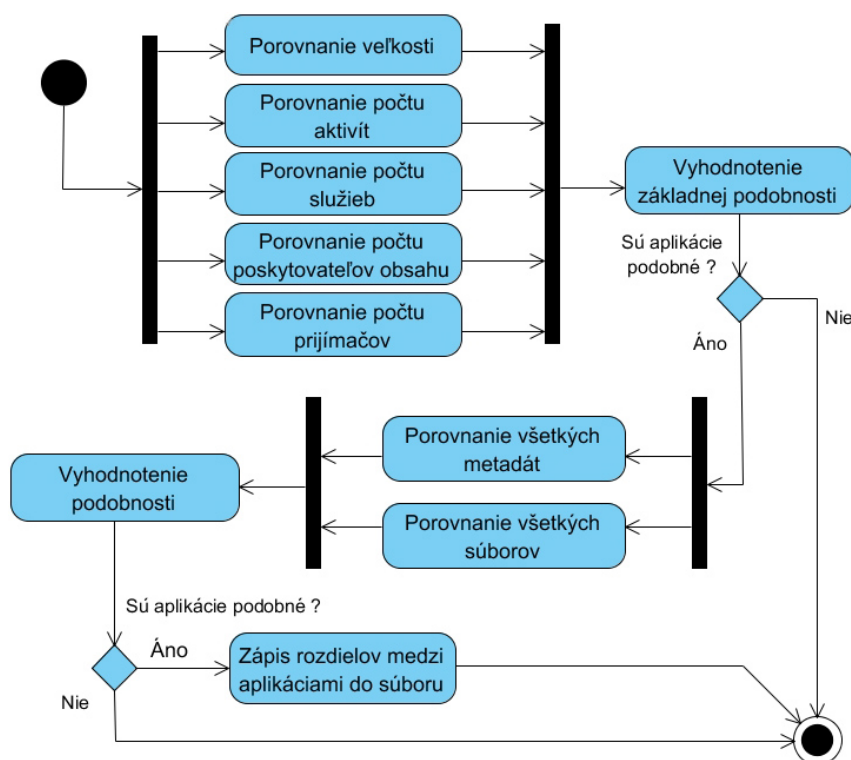 Porovnanie veľkosti
Porovnanie počtu
aktivít
Porovnanie počtu
služieb
Porovnanie počtu
poskytovateľov obsahu
Porovnanie počtu
prijímačov
Vyhodnotenie
základnej podobnosti
Sú aplikácie
podobné ?
Nie
Áno
Porovnanie všetkých
metadát
Porovnanie všetkých
súborov
Vyhodnotenie
podobnosti
Sú aplikácie podobné ?
Áno
Nie
Zápis rozdielov medzi
aplikáciami do súboru